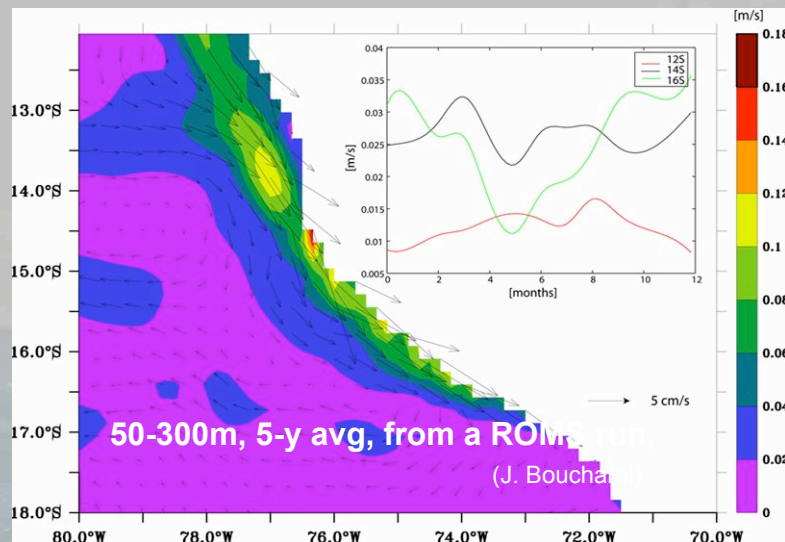 [m/s]
0.18
0.16
0.14
0.12
0.1
0.08
0.06
0.04
0.02
0
13.0°S
14.0°S
15.0°S
16.0°S
17.0°S
18.0°S
80.0°W 78.0°W 76.0°W 74.0°W 72.0°W 70.0°W
0.04
0.035
0.03
0.025
0.02
0.015
0.01
0.005
[m/s]
0 2 4 6 8 10 12
[months]
12S
14S
16S
5 cm/s
50-300m, 5-y avg, from a ROMS run,
(J. Boucharel)